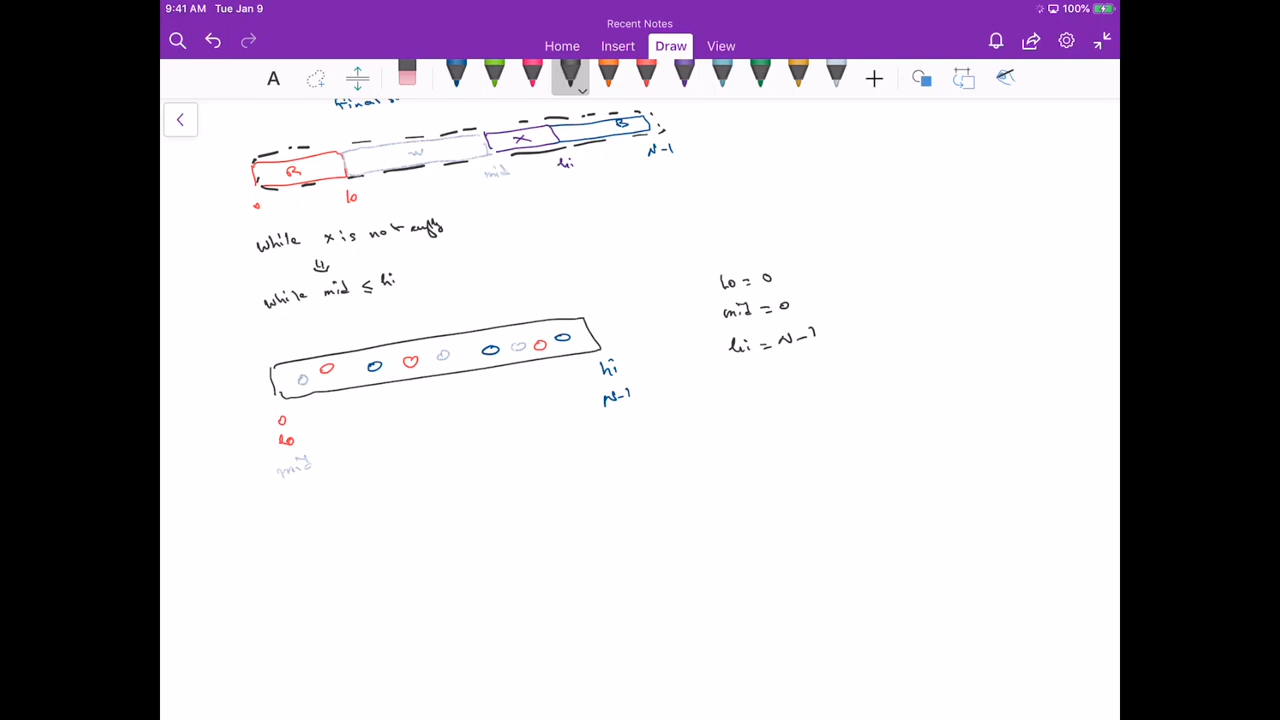 9:41 AM Tue Jan 9
100%
Recent Notes
Home Insert Draw View
A
final
R W X B
0 lo mid hi N-1
while x is not empty
⇓
while mid ≤ hi
lo = 0
mid = 0
hi = N-1
hi
N-1
0
lo
mid